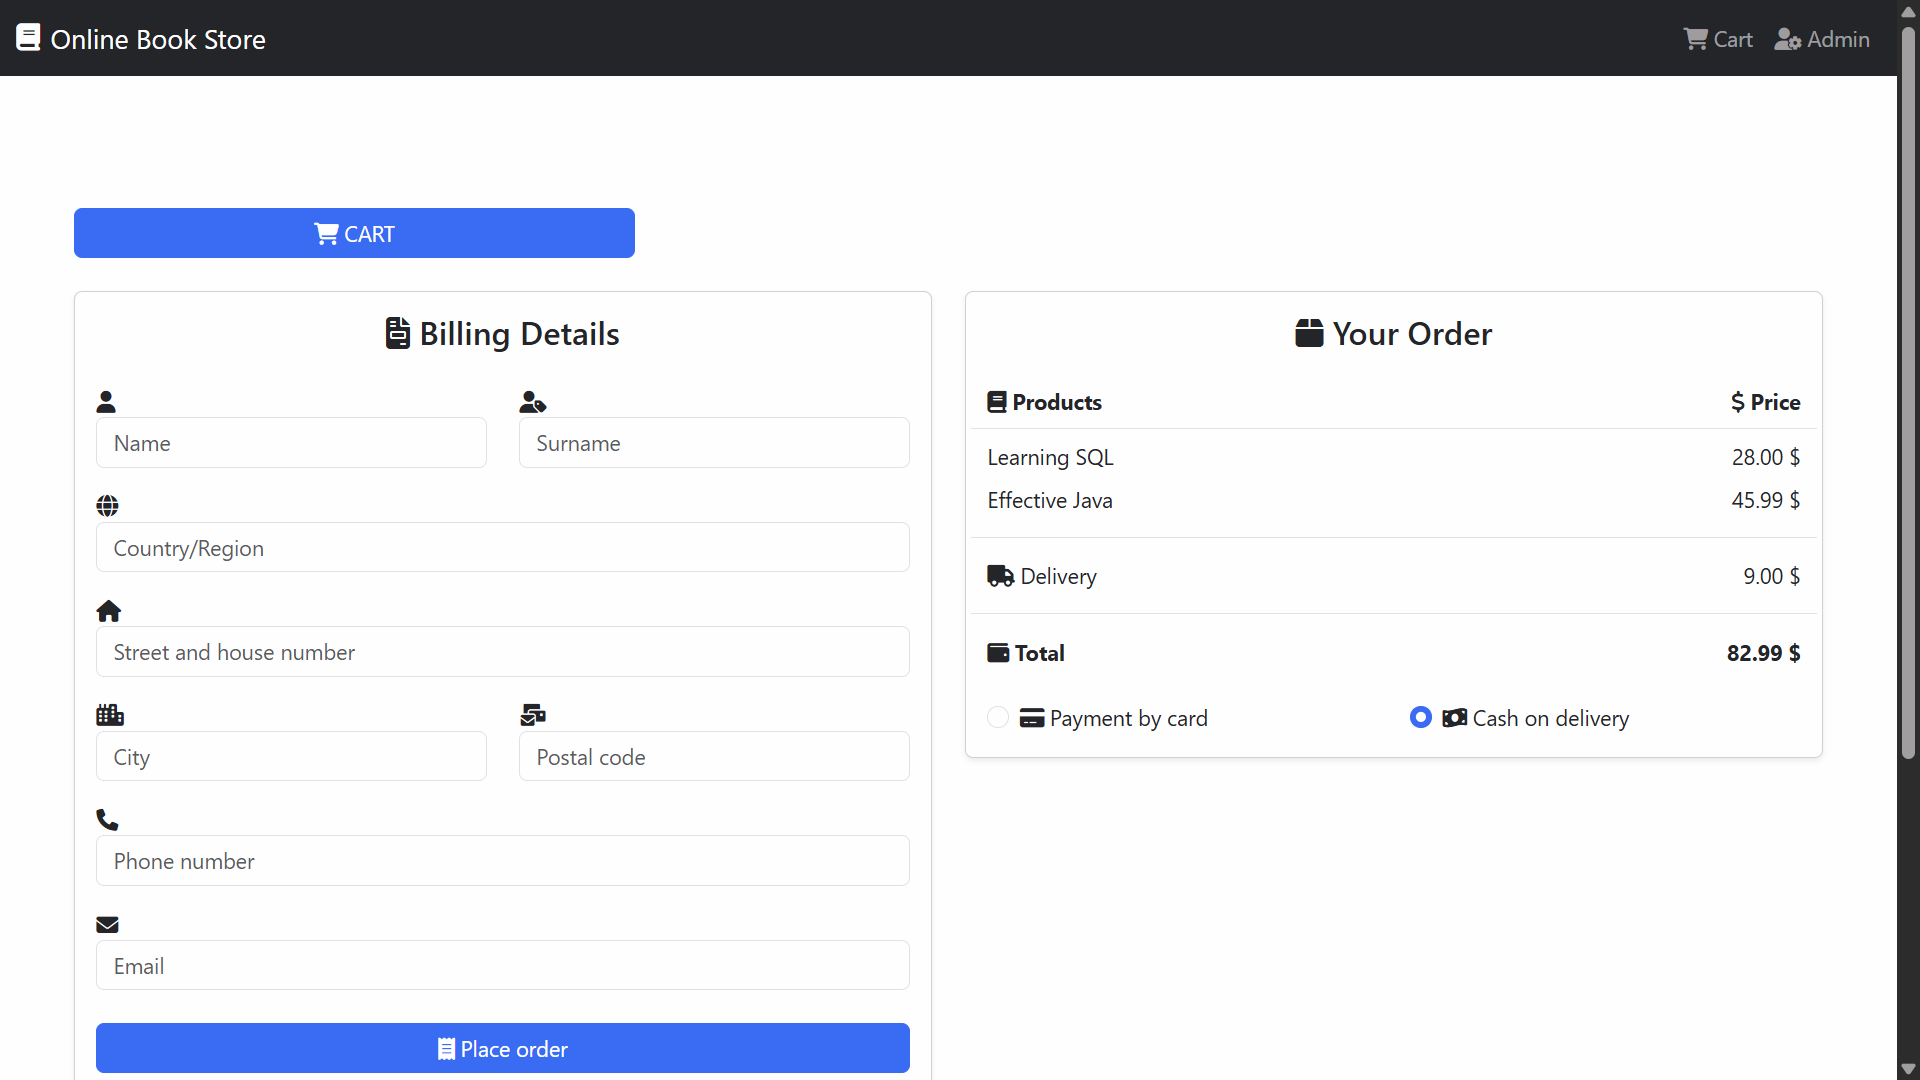 Online Book Store
Cart
Admin
CART
Billing Details
Name
Surname
Country/Region
Street and house number
City
Postal code
Phone number
Email
Place order
Your Order
Products
$ Price
Learning SQL
28.00 $
Effective Java
45.99 $
Delivery
9.00 $
Total
82.99 $
Payment by card
Cash on delivery